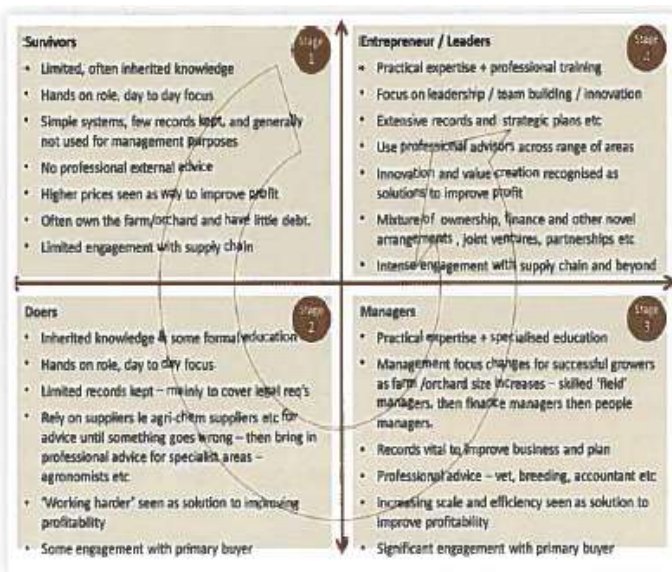 Survivors
Stage
1
• Limited, often inherited knowledge
• Hands on role, day to day focus
• Simple systems, few records kept, and generally
not used for management purposes
• No professional external advice
• Higher prices seen as way to improve profit
• Often own the farm/orchard and have little debt.
• Limited engagement with supply chain
Entrepreneur / Leaders
Stage
4
• Practical expertise + professional training
• Focus on leadership / team building / innovation
• Extensive records and strategic plans etc
• Use professional advisors across range of areas
• Innovation and value creation recognised as
solutions to improve profit
• Mixture of ownership, finance and other novel
arrangements , joint ventures, partnerships etc
• Intense engagement with supply chain and beyond
Doers
Stage
2
• Inherited knowledge & some formal education
• Hands on role, day to day focus
• Limited records kept – mainly to cover legal req's
• Rely on suppliers ie agri-chem suppliers etc for
advice until something goes wrong – then bring in
professional advice for specialist areas –
agronomists etc
• 'Working harder' seen as solution to improving
profitability
• Some engagement with primary buyer
Managers
Stage
3
• Practical expertise + specialised education
• Management focus changes for successful growers
as farm /orchard size increases – skilled 'field'
managers, then finance managers then people
managers.
• Records vital to improve business and plan
• Professional advice – vet, breeding, accountant etc
• Increasing scale and efficiency seen as solution to
improve profitability
• Significant engagement with primary buyer